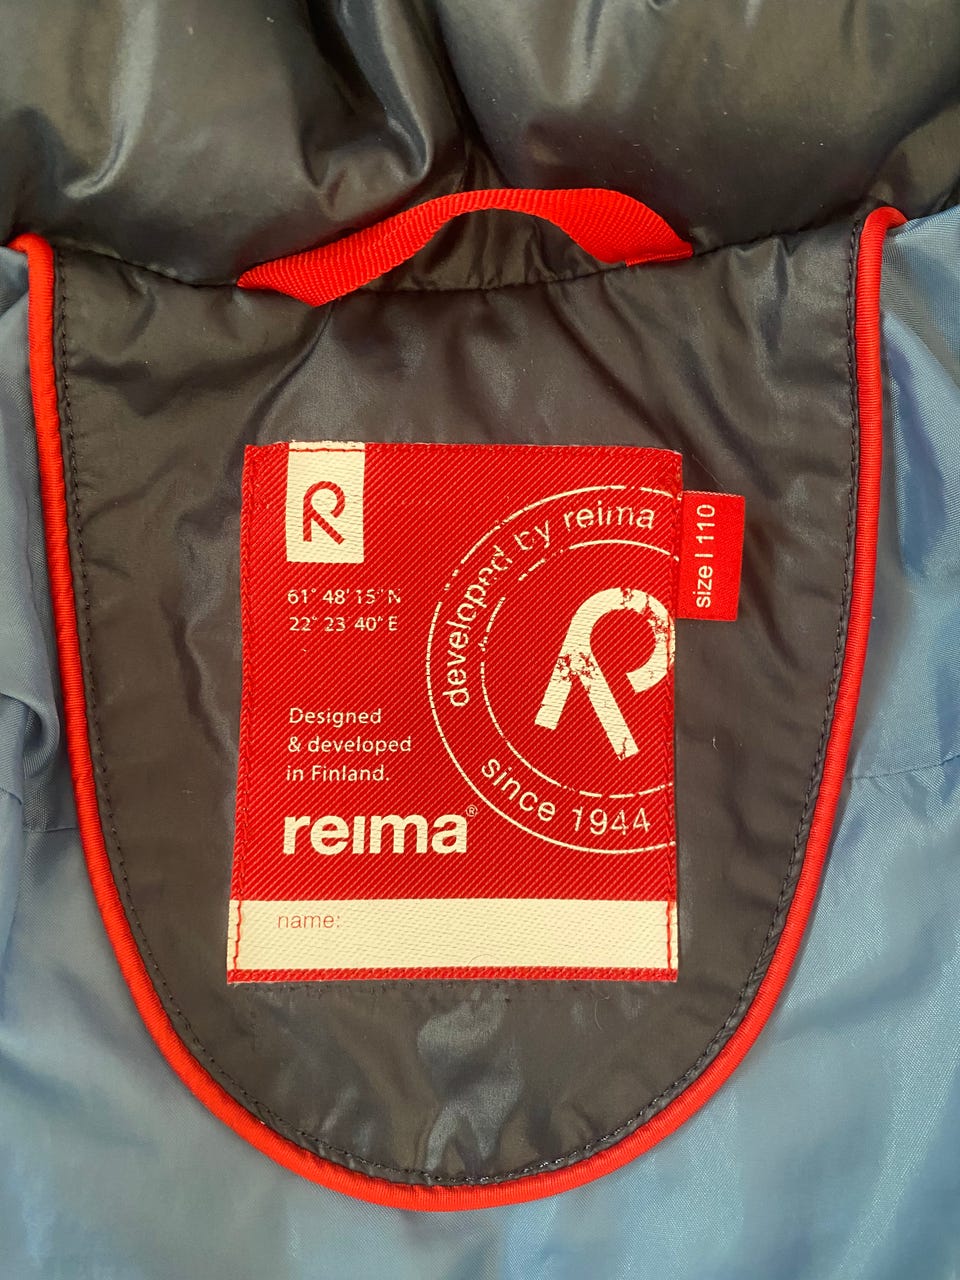 R
61° 48' 15'' N
22° 23' 40'' E
Designed
& developed
in Finland.
reima®
name:
developed by reima
R
since 1944
size | 110